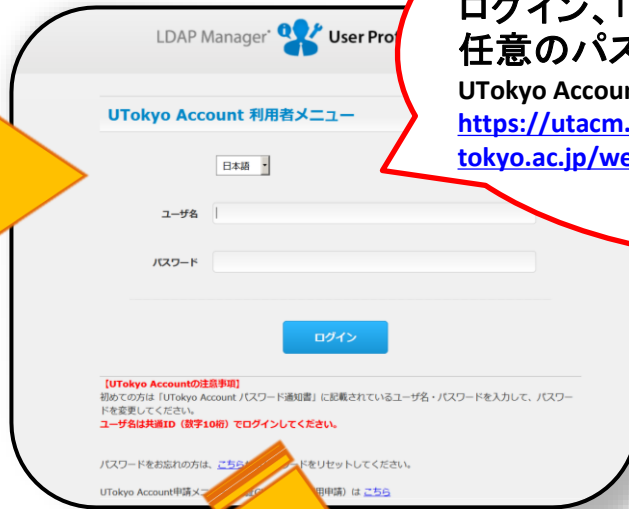 ログイン、「
任意のパス
UTokyo Accoun
https://utacm.
tokyo.ac.jp/we
LDAP Manager User Prof
UTokyo Account 利用者メニュー
日本語
ユーザ名
パスワード
ログイン
【UTokyo Accountの注意事項】
初めての方は「UTokyo Account パスワード通知書」に記載されているユーザ名・パスワードを入力して、パスワー
ドを変更してください。
ユーザ名は共通ID（数字10桁）でログインしてください。
パスワードをお忘れの方は、こちら ードをリセットしてください。
UTokyo Account申請メニ 用申請）は こちら